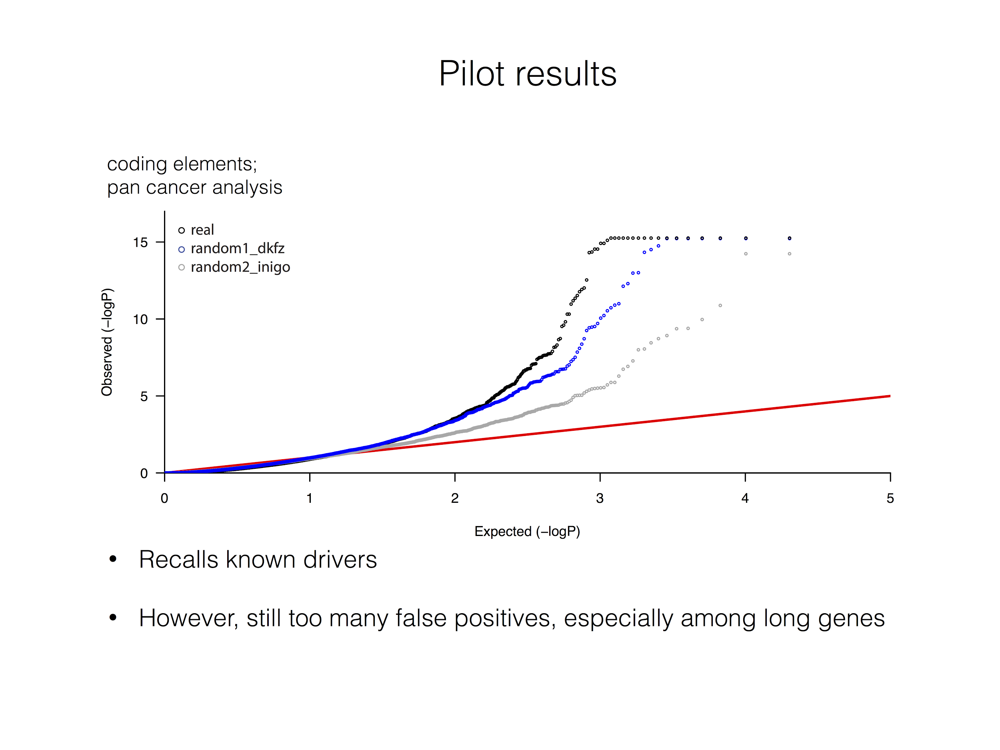 Pilot results
coding elements;
pan cancer analysis
real
random1_dkfz
random2_inigo
Observed (−logP)
15
10
5
0
0 1 2 3 4 5
Expected (−logP)
• Recalls known drivers
• However, still too many false positives, especially among long genes